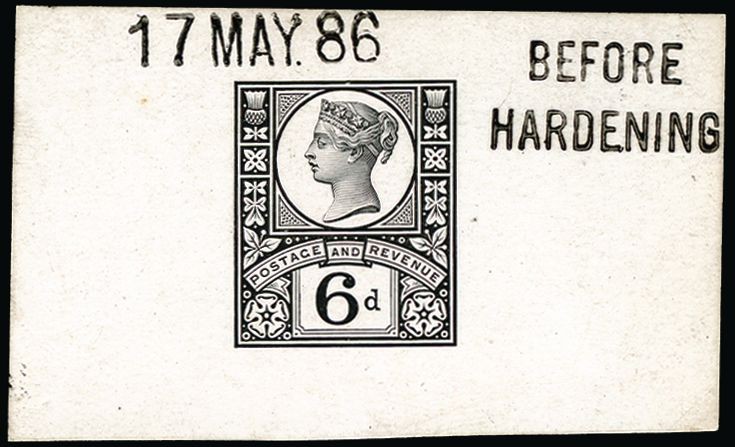 17 MAY. 86
BEFORE
HARDENING
POSTAGE AND REVENUE
6d